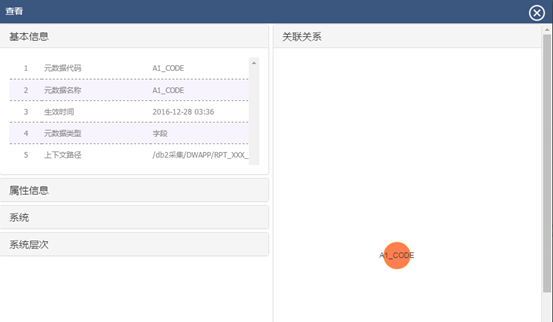 查看
基本信息
1 元数据代码 A1_CODE
2 元数据名称 A1_CODE
3 生效时间 2016-12-28 03:36
4 元数据类型 字段
5 上下文路径 /db2采集/DWAPP/RPT_XXX_
属性信息
系统
系统层次
关联关系
A1_CODE